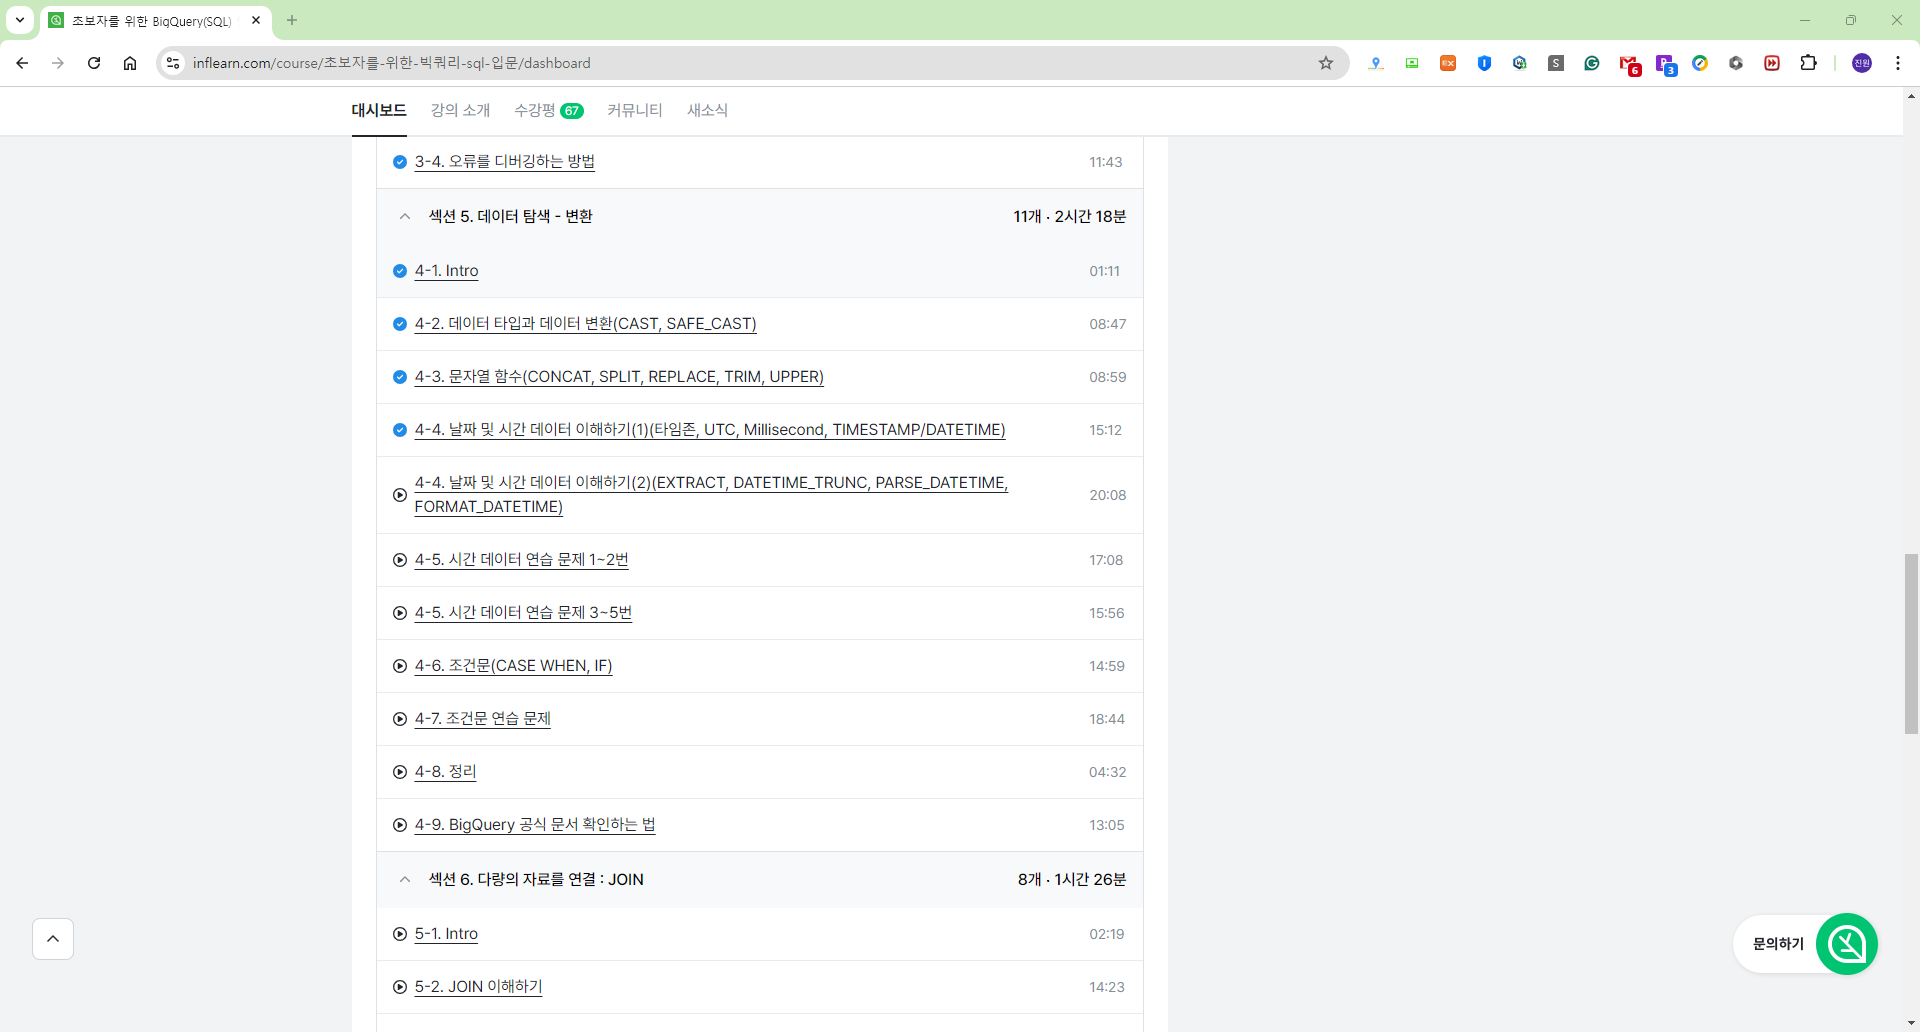 초보자를 위한 BigQuery(SQL)
inflearn.com/course/초보자를-위한-빅쿼리-sql-입문/dashboard
EX
S
6
3
진원
대시보드 강의 소개 수강평 67 커뮤니티 새소식
3-4. 오류를 디버깅하는 방법 11:43
섹션 5. 데이터 탐색 - 변환 11개 · 2시간 18분
4-1. Intro 01:11
4-2. 데이터 타입과 데이터 변환(CAST, SAFE_CAST) 08:47
4-3. 문자열 함수(CONCAT, SPLIT, REPLACE, TRIM, UPPER) 08:59
4-4. 날짜 및 시간 데이터 이해하기(1)(타임존, UTC, Millisecond, TIMESTAMP/DATETIME) 15:12
4-4. 날짜 및 시간 데이터 이해하기(2)(EXTRACT, DATETIME_TRUNC, PARSE_DATETIME,
FORMAT_DATETIME) 20:08
4-5. 시간 데이터 연습 문제 1~2번 17:08
4-5. 시간 데이터 연습 문제 3~5번 15:56
4-6. 조건문(CASE WHEN, IF) 14:59
4-7. 조건문 연습 문제 18:44
4-8. 정리 04:32
4-9. BigQuery 공식 문서 확인하는 법 13:05
섹션 6. 다량의 자료를 연결 : JOIN 8개 · 1시간 26분
5-1. Intro 02:19
5-2. JOIN 이해하기 14:23
문의하기